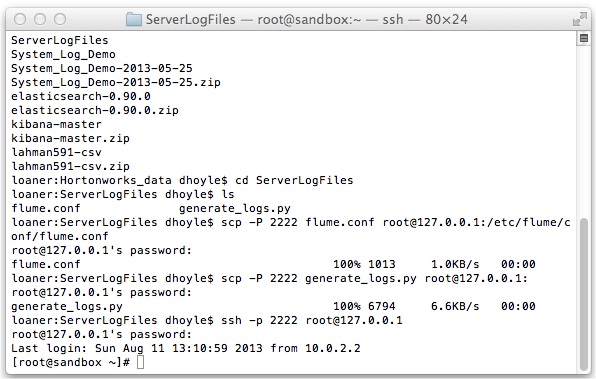 ServerLogFiles — root@sandbox:~ — ssh — 80×24
ServerLogFiles
System_Log_Demo
System_Log_Demo-2013-05-25
System_Log_Demo-2013-05-25.zip
elasticsearch-0.90.0
elasticsearch-0.90.0.zip
kibana-master
kibana-master.zip
lahman591-csv
lahman591-csv.zip
loaner:Hortonworks_data dhoyle$ cd ServerLogFiles
loaner:ServerLogFiles dhoyle$ ls
flume.conf generate_logs.py
loaner:ServerLogFiles dhoyle$ scp -P 2222 flume.conf root@127.0.0.1:/etc/flume/c
onf/flume.conf
root@127.0.0.1's password:
flume.conf 100% 1013 1.0KB/s 00:00
loaner:ServerLogFiles dhoyle$ scp -P 2222 generate_logs.py root@127.0.0.1:
root@127.0.0.1's password:
generate_logs.py 100% 6794 6.6KB/s 00:00
loaner:ServerLogFiles dhoyle$ ssh -p 2222 root@127.0.0.1
root@127.0.0.1's password:
Last login: Sun Aug 11 13:10:59 2013 from 10.0.2.2
[root@sandbox ~]#